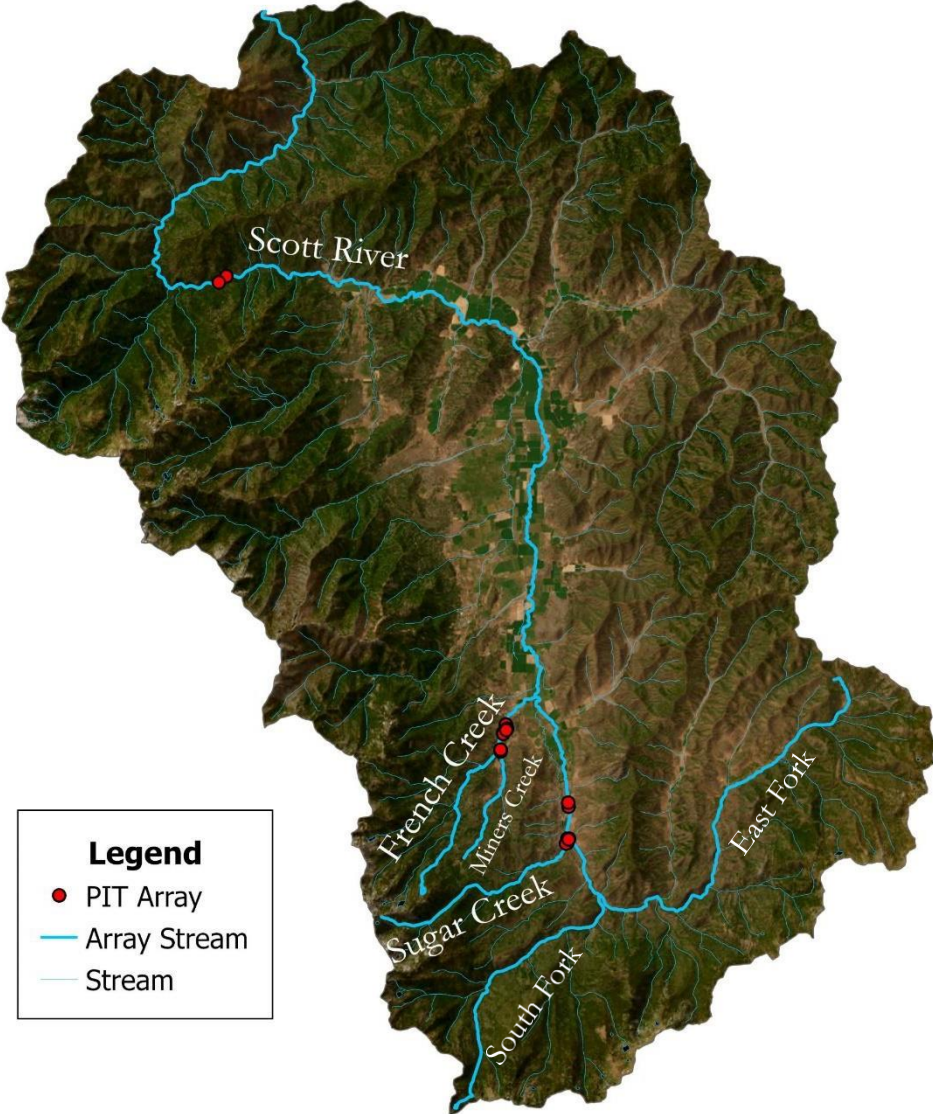 Scott River
French Creek
Miners Creek
East Fork
Sugar Creek
South Fork
Legend
PIT Array
Array Stream
Stream